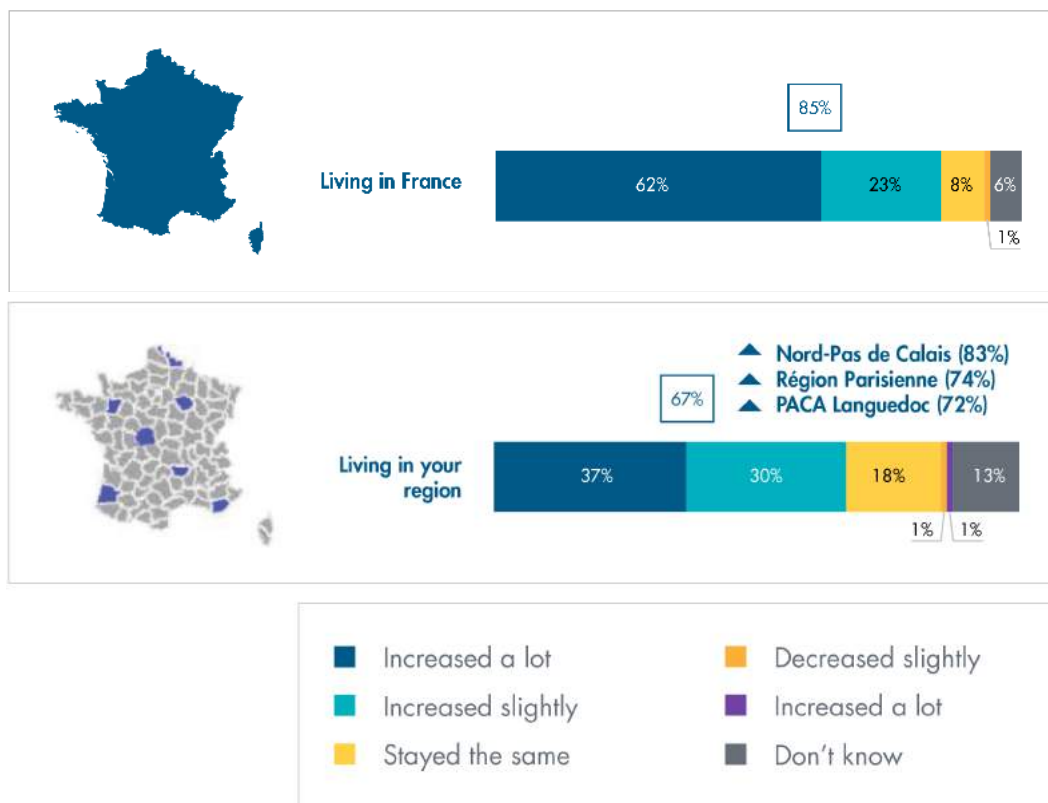 85%
Living in France
62%
23%
8%
6%
1%
Nord-Pas de Calais (83%)
Région Parisienne (74%)
PACA Languedoc (72%)
67%
Living in your
region
37%
30%
18%
13%
1%
1%
Increased a lot
Increased slightly
Stayed the same
Decreased slightly
Increased a lot
Don't know